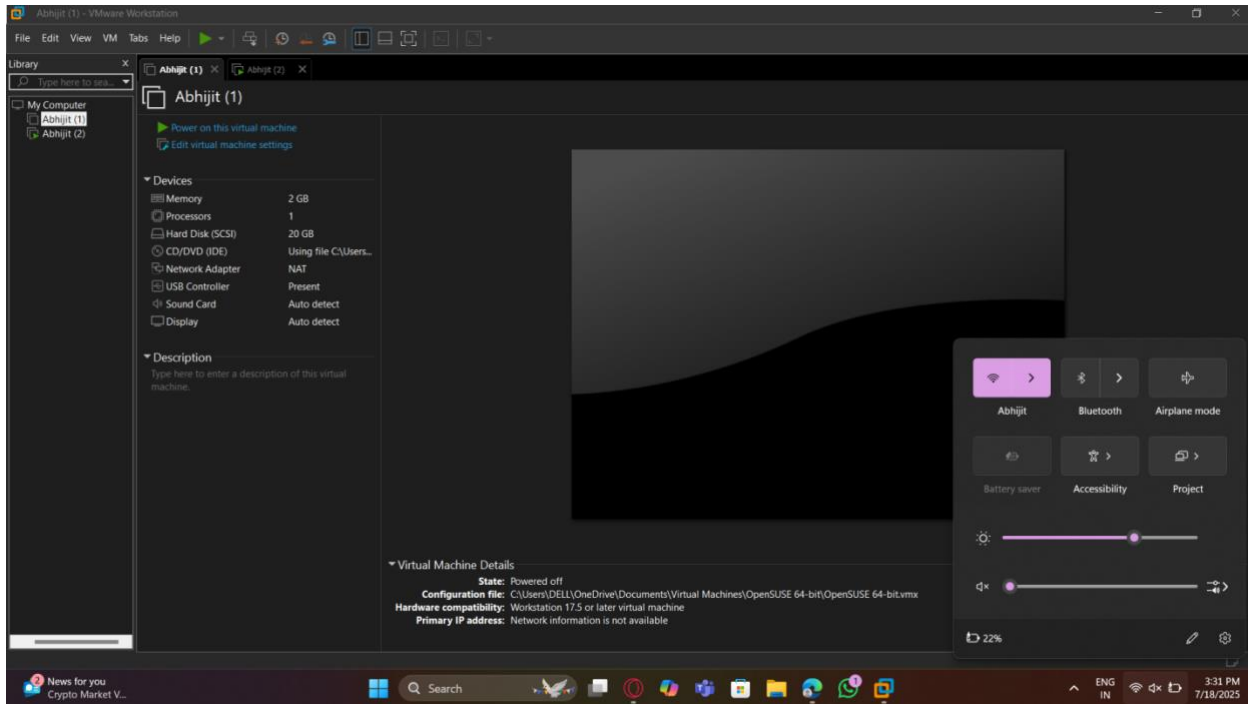 Abhijit (1) - VMware Workstation
File Edit View VM Tabs Help
Library X
Type here to sea...
My Computer
Abhijit (1)
Abhijit (2)
Abhijit (1) Abhijit (2)
Abhijit (1)
Power on this virtual machine
Edit virtual machine settings
Devices
Memory 2 GB
Processors 1
Hard Disk (SCSI) 20 GB
CD/DVD (IDE) Using file C:\Users...
Network Adapter NAT
USB Controller Present
Sound Card Auto detect
Display Auto detect
Description
Type here to enter a description of this virtual
machine.
Virtual Machine Details
State: Powered off
Configuration file: C:\Users\DELL\OneDrive\Documents\Virtual Machines\OpenSUSE 64-bit\OpenSUSE 64-bit.vmx
Hardware compatibility: Workstation 17.5 or later virtual machine
Primary IP address: Network information is not available
Abhijit Bluetooth Airplane mode
Battery saver Accessibility Project
22%
2 News for you
Crypto Market V...
Search
1
ENG
IN
3:31 PM
7/18/2025